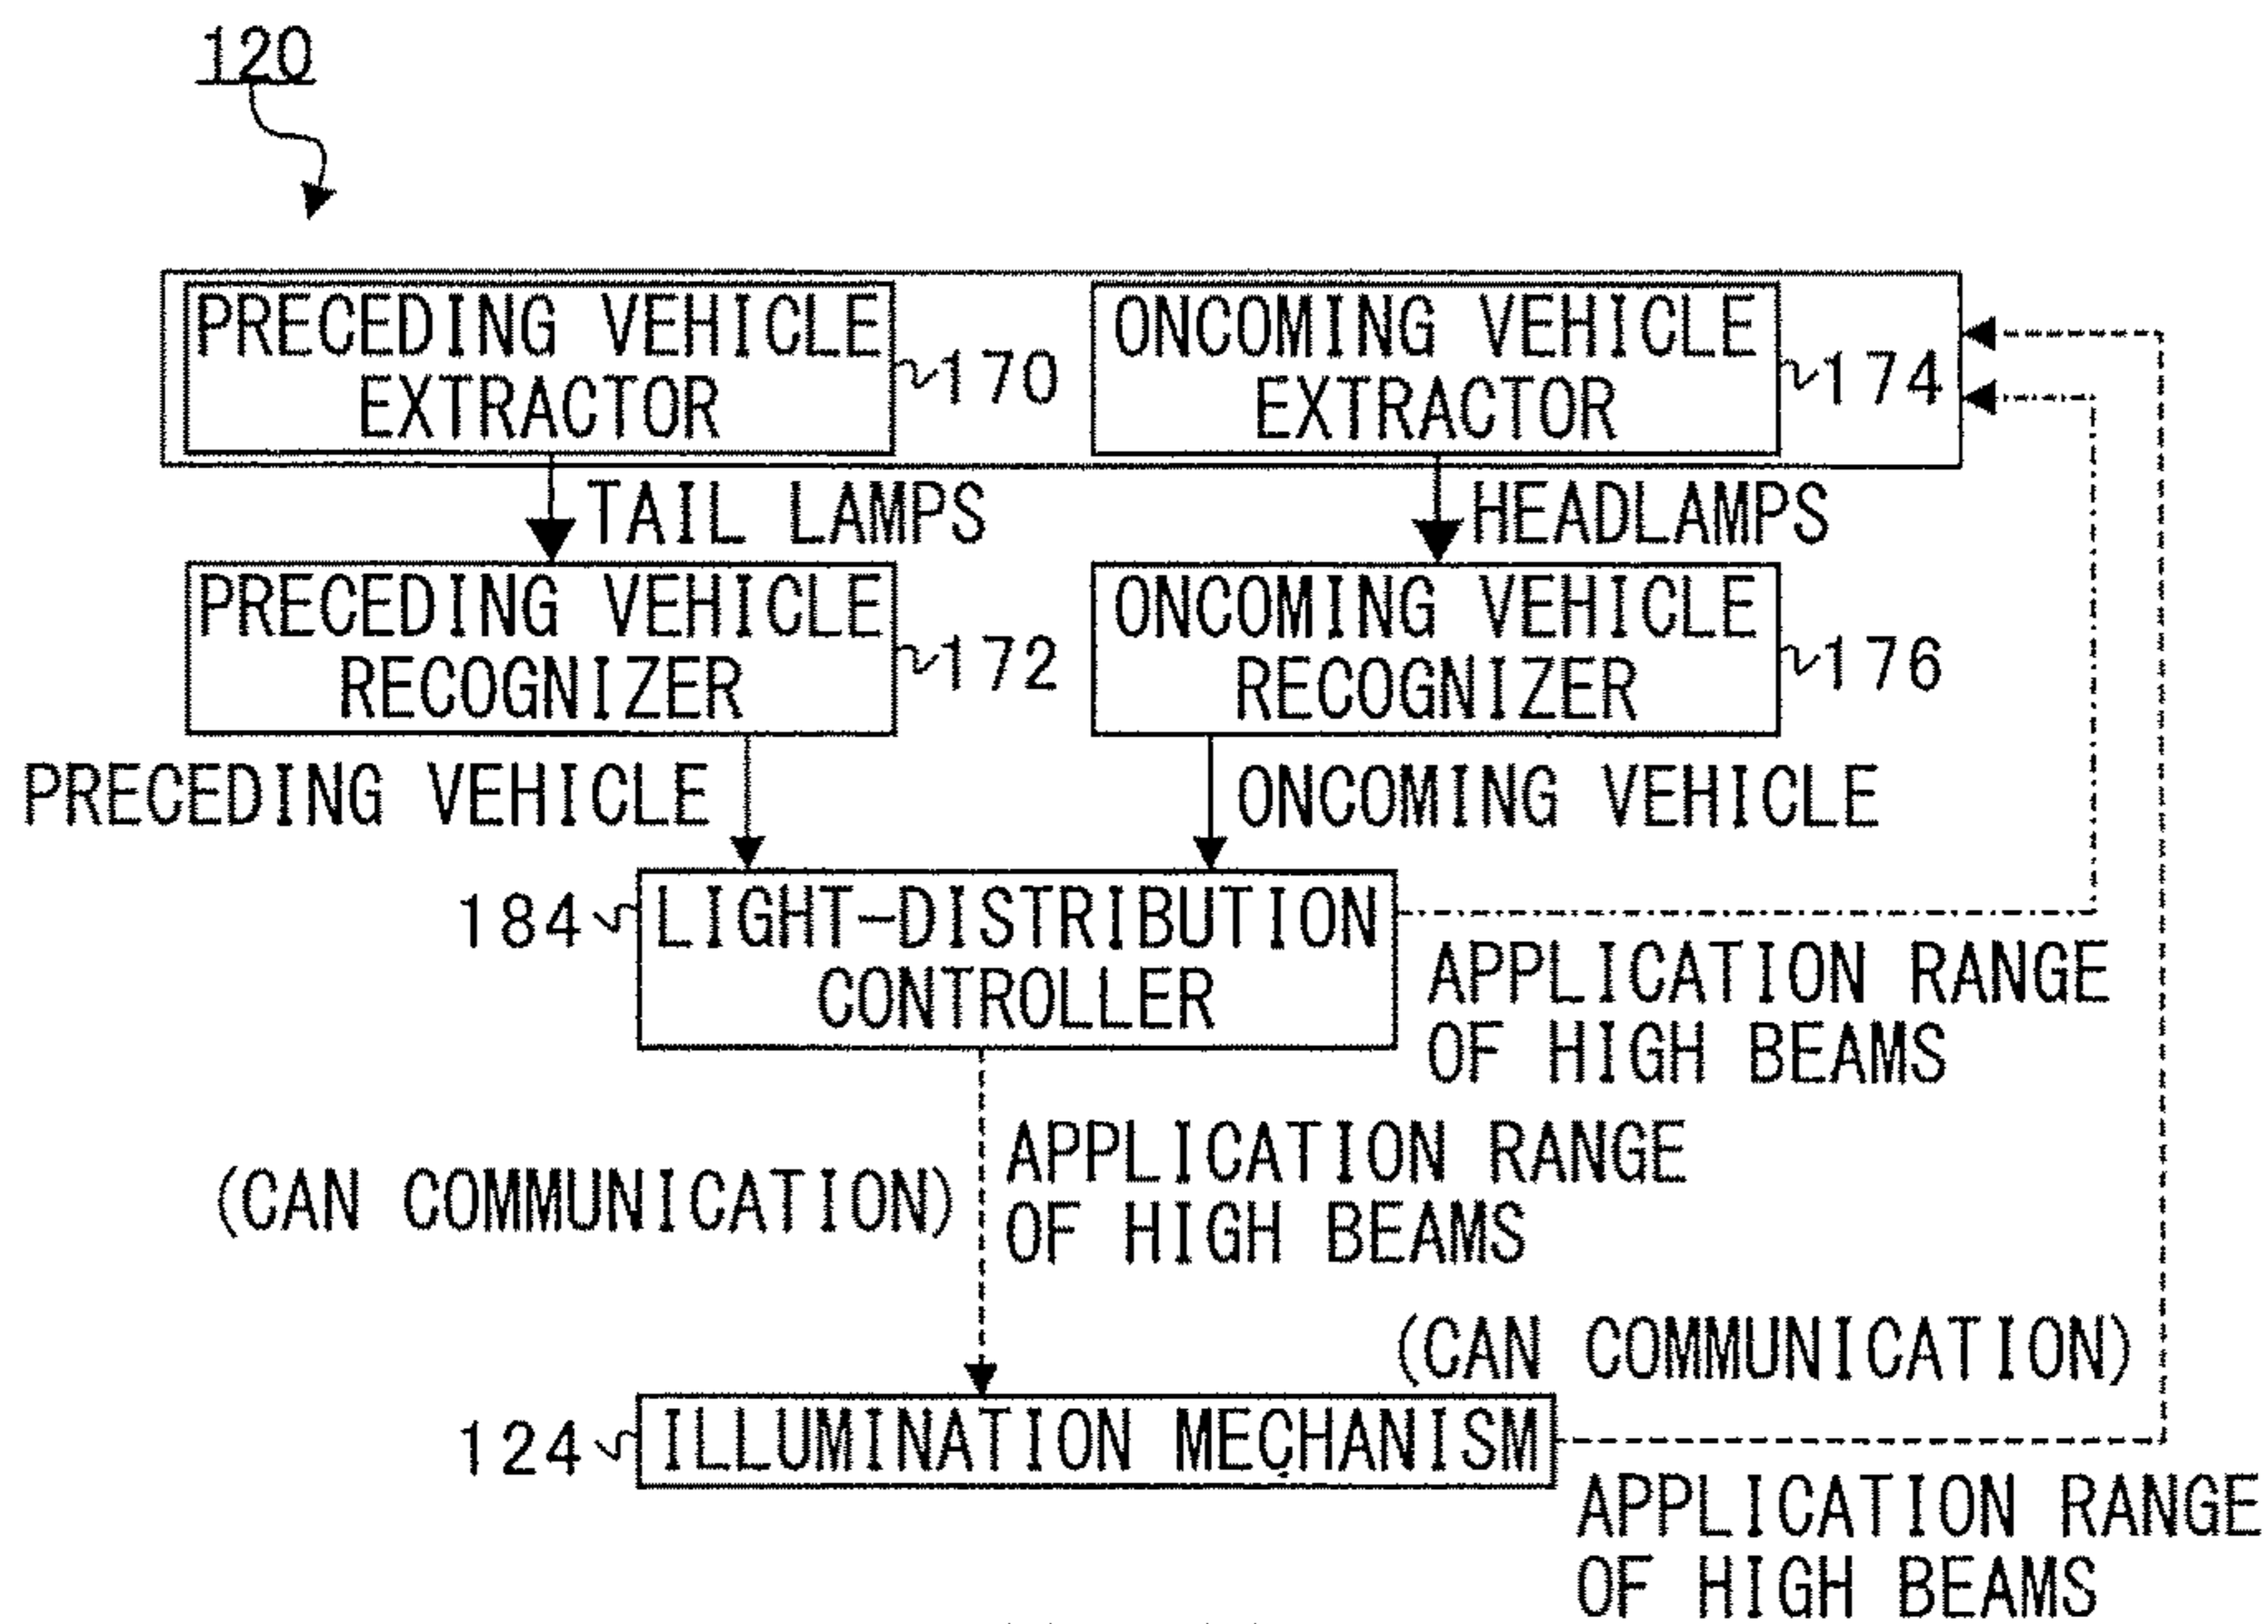 120
PRECEDING VEHICLE
EXTRACTOR
170
ONCOMING VEHICLE
EXTRACTOR
174
TAIL LAMPS
HEADLAMPS
PRECEDING VEHICLE
RECOGNIZER
172
ONCOMING VEHICLE
RECOGNIZER
176
PRECEDING VEHICLE
ONCOMING VEHICLE
184
LIGHT-DISTRIBUTION
CONTROLLER
APPLICATION RANGE
OF HIGH BEAMS
(CAN COMMUNICATION)
APPLICATION RANGE
OF HIGH BEAMS
(CAN COMMUNICATION)
124
ILLUMINATION MECHANISM
APPLICATION RANGE
OF HIGH BEAMS